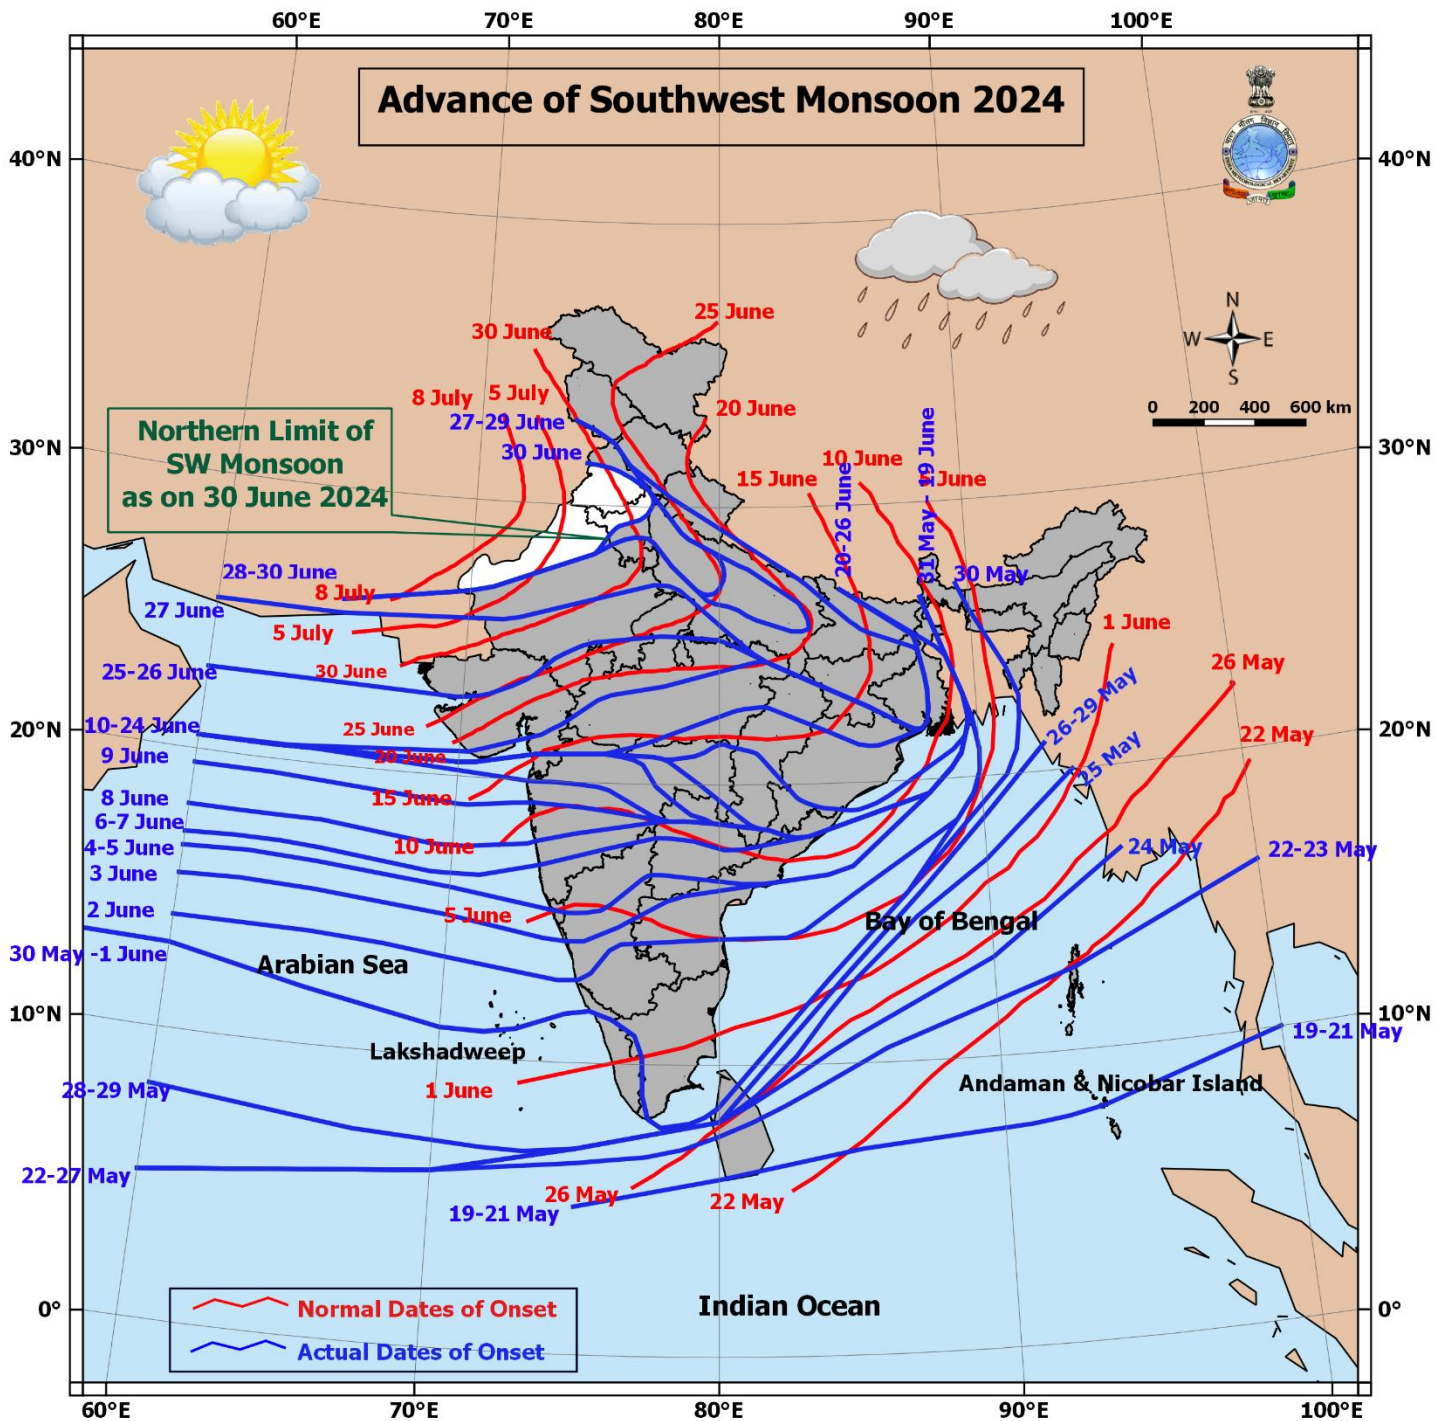 60°E 70°E 80°E 90°E 100°E
Advance of Southwest Monsoon 2024
40°N 40°N
N
W E
S
0 200 400 600 km
25 June
30 June
8 July 5 July
20 June
27-29 June
30 June
Northern Limit of
SW Monsoon
as on 30 June 2024
30°N 30°N
15 June
10 June
20-26 June
31 May - 19 June
30 May
28-30 June
8 July
27 June
5 July
1 June
30 June
25-26 June
26 May
26-29 May
10-24 June
25 June
20°N 20°N
22 May
9 June
20 June
25 May
8 June
15 June
6-7 June
4-5 June
10 June
24 May
22-23 May
3 June
2 June
5 June
Bay of Bengal
30 May -1 June
Arabian Sea
10°N 10°N
19-21 May
Lakshadweep
28-29 May
1 June
Andaman & Nicobar Island
22-27 May
26 May
22 May
19-21 May
0° 0°
Normal Dates of Onset
Indian Ocean
Actual Dates of Onset
60°E 70°E 80°E 90°E 100°E